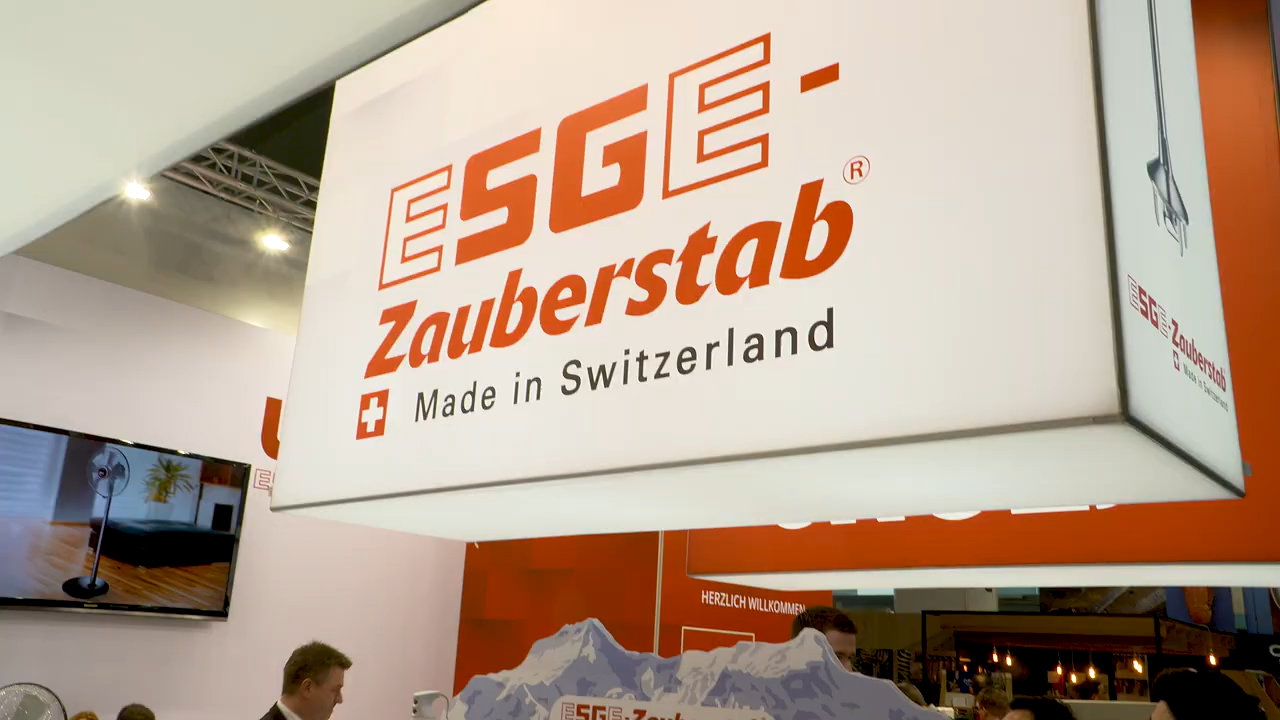 ESGE-
Zauberstab®
Made in Switzerland
ESGE-Zauberstab
Made in Switzerland
HERZLICH WILLKOMMEN